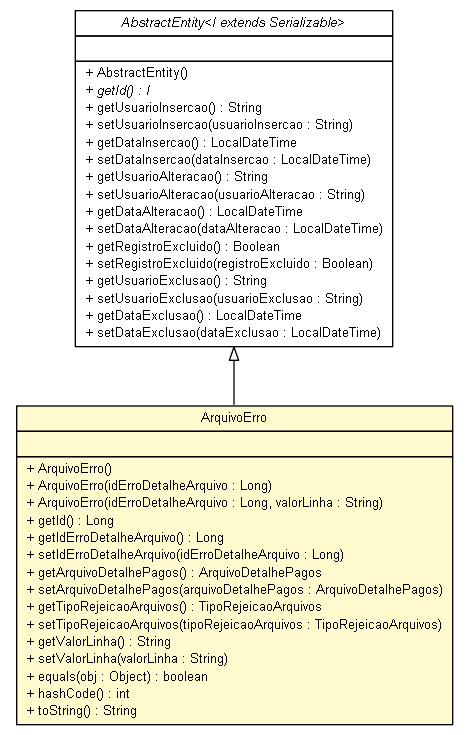 AbstractEntity<I extends Serializable>
+ AbstractEntity()
+ getId() : I
+ getUsuarioInsercao() : String
+ setUsuarioInsercao(usuarioInsercao : String)
+ getDataInsercao() : LocalDateTime
+ setDataInsercao(dataInsercao : LocalDateTime)
+ getUsuarioAlteracao() : String
+ setUsuarioAlteracao(usuarioAlteracao : String)
+ getDataAlteracao() : LocalDateTime
+ setDataAlteracao(dataAlteracao : LocalDateTime)
+ getRegistroExcluido() : Boolean
+ setRegistroExcluido(registroExcluido : Boolean)
+ getUsuarioExclusao() : String
+ setUsuarioExclusao(usuarioExclusao : String)
+ getDataExclusao() : LocalDateTime
+ setDataExclusao(dataExclusao : LocalDateTime)
ArquivoErro
+ ArquivoErro()
+ ArquivoErro(idErroDetalheArquivo : Long)
+ ArquivoErro(idErroDetalheArquivo : Long, valorLinha : String)
+ getId() : Long
+ getIdErroDetalheArquivo() : Long
+ setIdErroDetalheArquivo(idErroDetalheArquivo : Long)
+ getArquivoDetalhePagos() : ArquivoDetalhePagos
+ setArquivoDetalhePagos(arquivoDetalhePagos : ArquivoDetalhePagos)
+ getTipoRejeicaoArquivos() : TipoRejeicaoArquivos
+ setTipoRejeicaoArquivos(tipoRejeicaoArquivos : TipoRejeicaoArquivos)
+ getValorLinha() : String
+ setValorLinha(valorLinha : String)
+ equals(obj : Object) : boolean
+ hashCode() : int
+ toString() : String